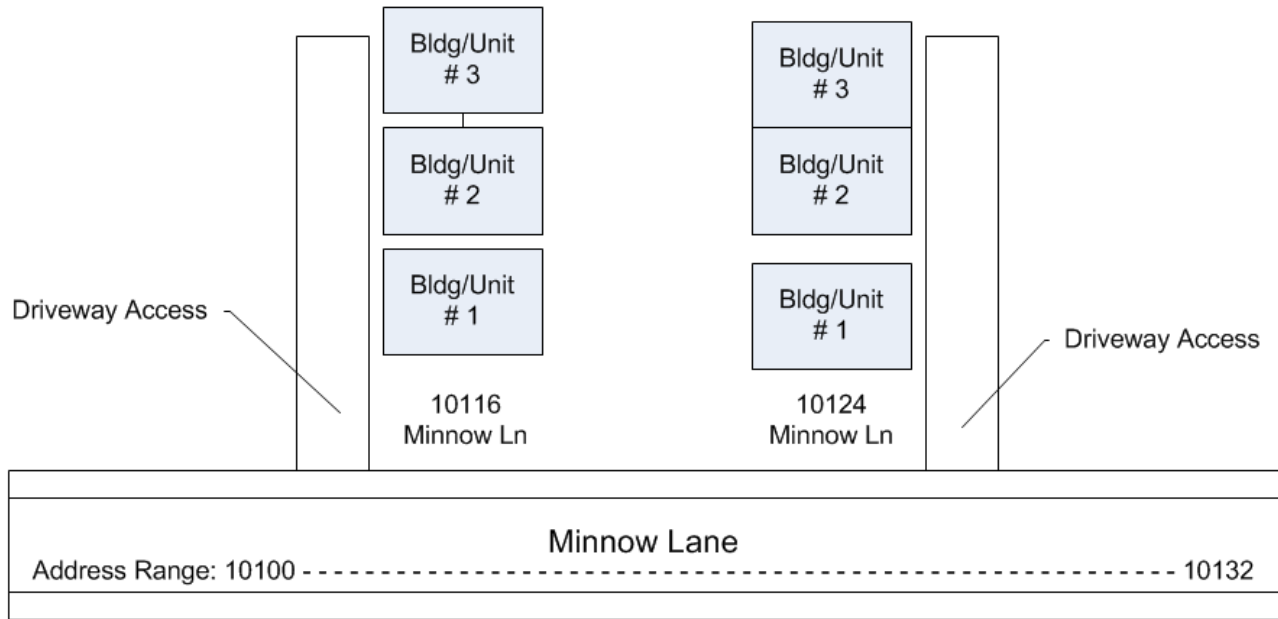 Bldg/Unit
# 3
Bldg/Unit
# 3
Bldg/Unit
# 2
Bldg/Unit
# 2
Bldg/Unit
# 1
Bldg/Unit
# 1
Driveway Access
Driveway Access
10116
Minnow Ln
10124
Minnow Ln
Minnow Lane
Address Range: 10100 - - - - - - - - - - - - - - - - - - - - - - - - - - - - - - - - - - - - - - - - - - - - - - - - - - - - - - - - - - - - 10132